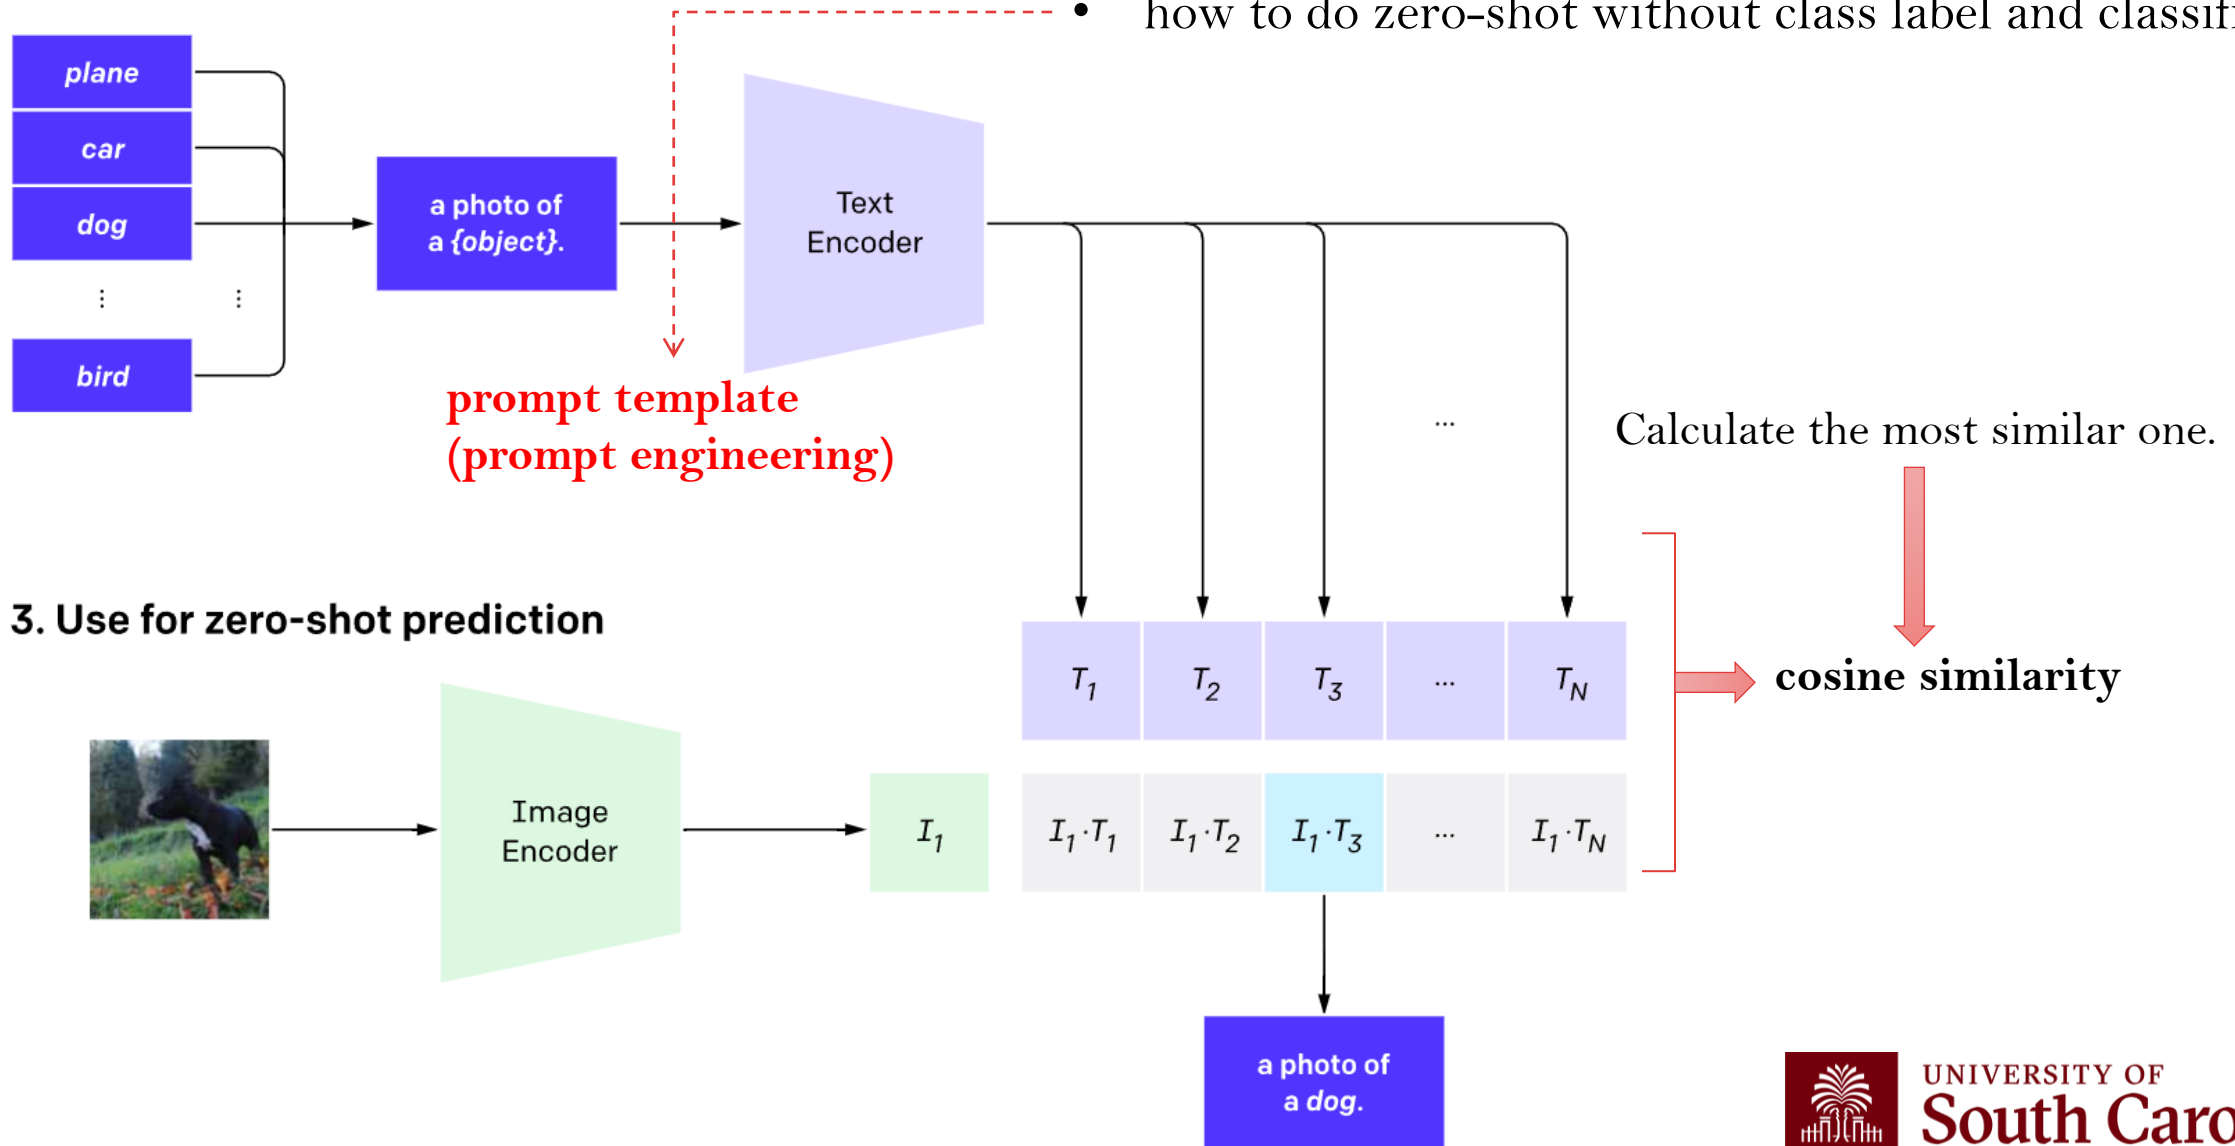 • how to do zero-shot without class label and
plane
car
dog
⋮ ⋮
bird
a photo of
a {object}.
Text
Encoder
prompt template
(prompt engineering)
...
Calculate the most similar one.
3. Use for zero-shot prediction
T1 T2 T3 ... TN
cosine similarity
Image
Encoder
I1
I1·T1 I1·T2 I1·T3 ... I1·TN
a photo of
a dog.
UNIVERSITY OF
South